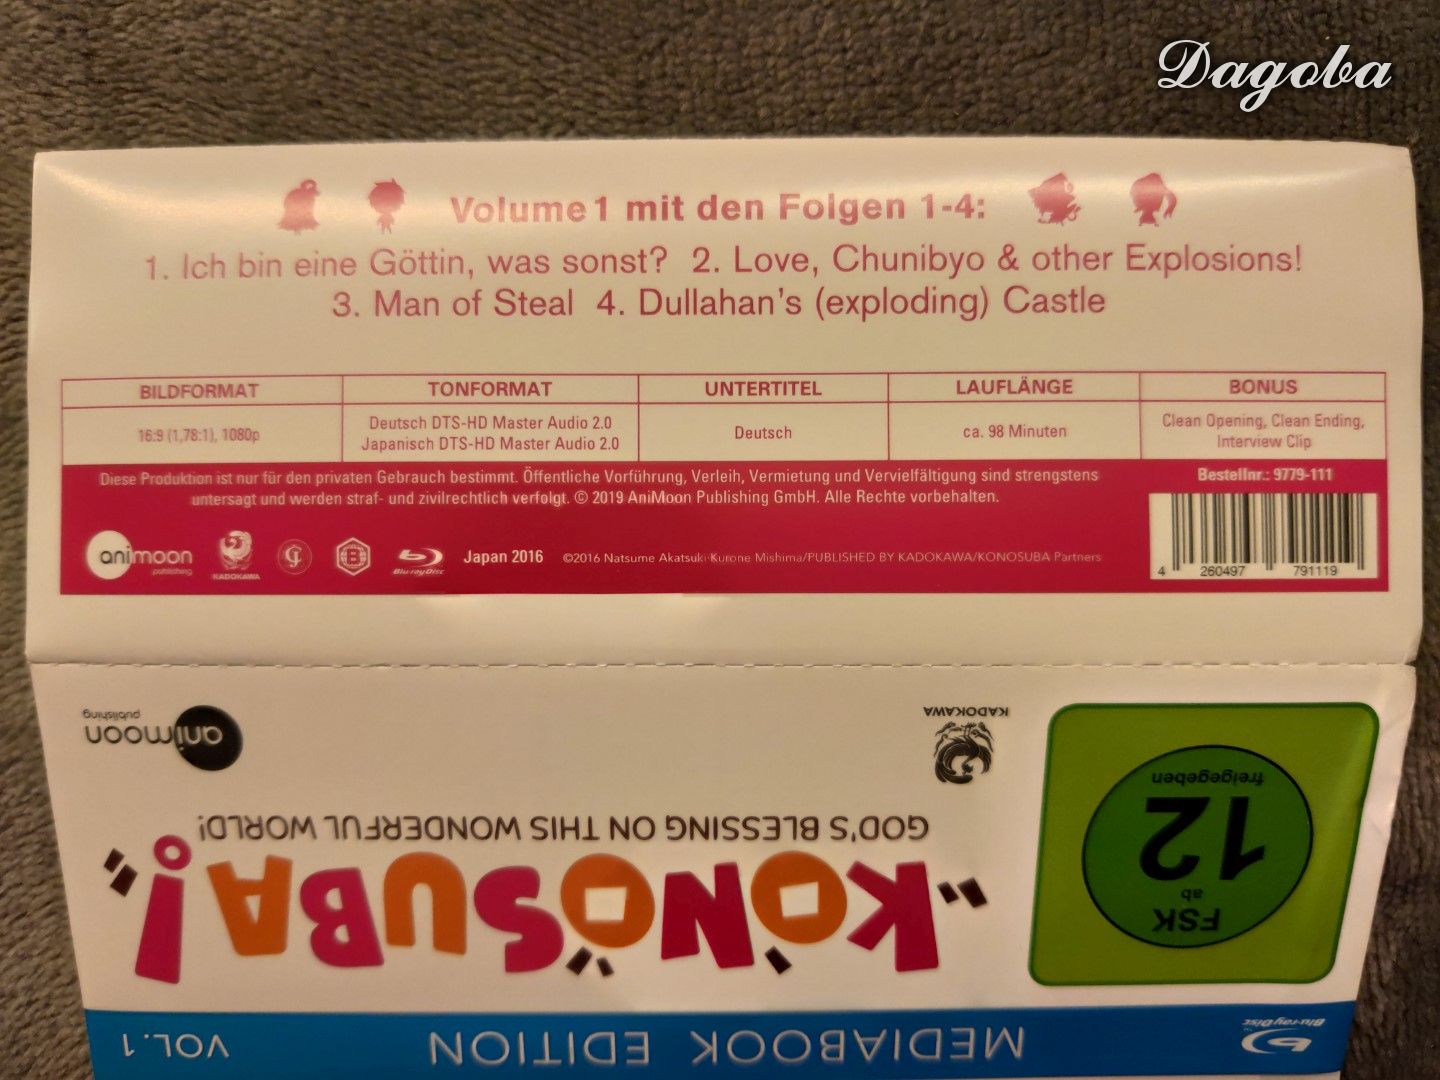 Dagoba
Volume 1 mit den Folgen 1-4:
1. Ich bin eine Göttin, was sonst? 2. Love, Chunibyo & other Explosions!
3. Man of Steal 4. Dullahan's (exploding) Castle
BILDFORMAT
16:9 (1,78:1), 1080p
TONFORMAT
Deutsch DTS-HD Master Audio 2.0
Japanisch DTS-HD Master Audio 2.0
UNTERTITEL
Deutsch
LAUFLÄNGE
ca. 98 Minuten
BONUS
Clean Opening, Clean Ending,
Interview Clip
Diese Produktion ist nur für den privaten Gebrauch bestimmt. Öffentliche Vorführung, Verleih, Vermietung und Vervielfältigung sind strengstens
untersagt und werden straf- und zivilrechtlich verfolgt. © 2019 AniMoon Publishing GmbH. Alle Rechte vorbehalten.
Bestellnr.: 9779-111
animoon
publishing
KADOKAWA
B
Blu-ray Disc
Japan 2016
©2016 Natsume Akatsuki·Kurone Mishima/PUBLISHED BY KADOKAWA/KONOSUBA Partners
4 260497 791119
Blu-ray Disc
MEDIABOOK EDITION
VOL. 1
"KONOSUBA!"
GOD'S BLESSING ON THIS WONDERFUL WORLD!
FSK
ab
12
freigegeben
KADOKAWA
animoon
publishing